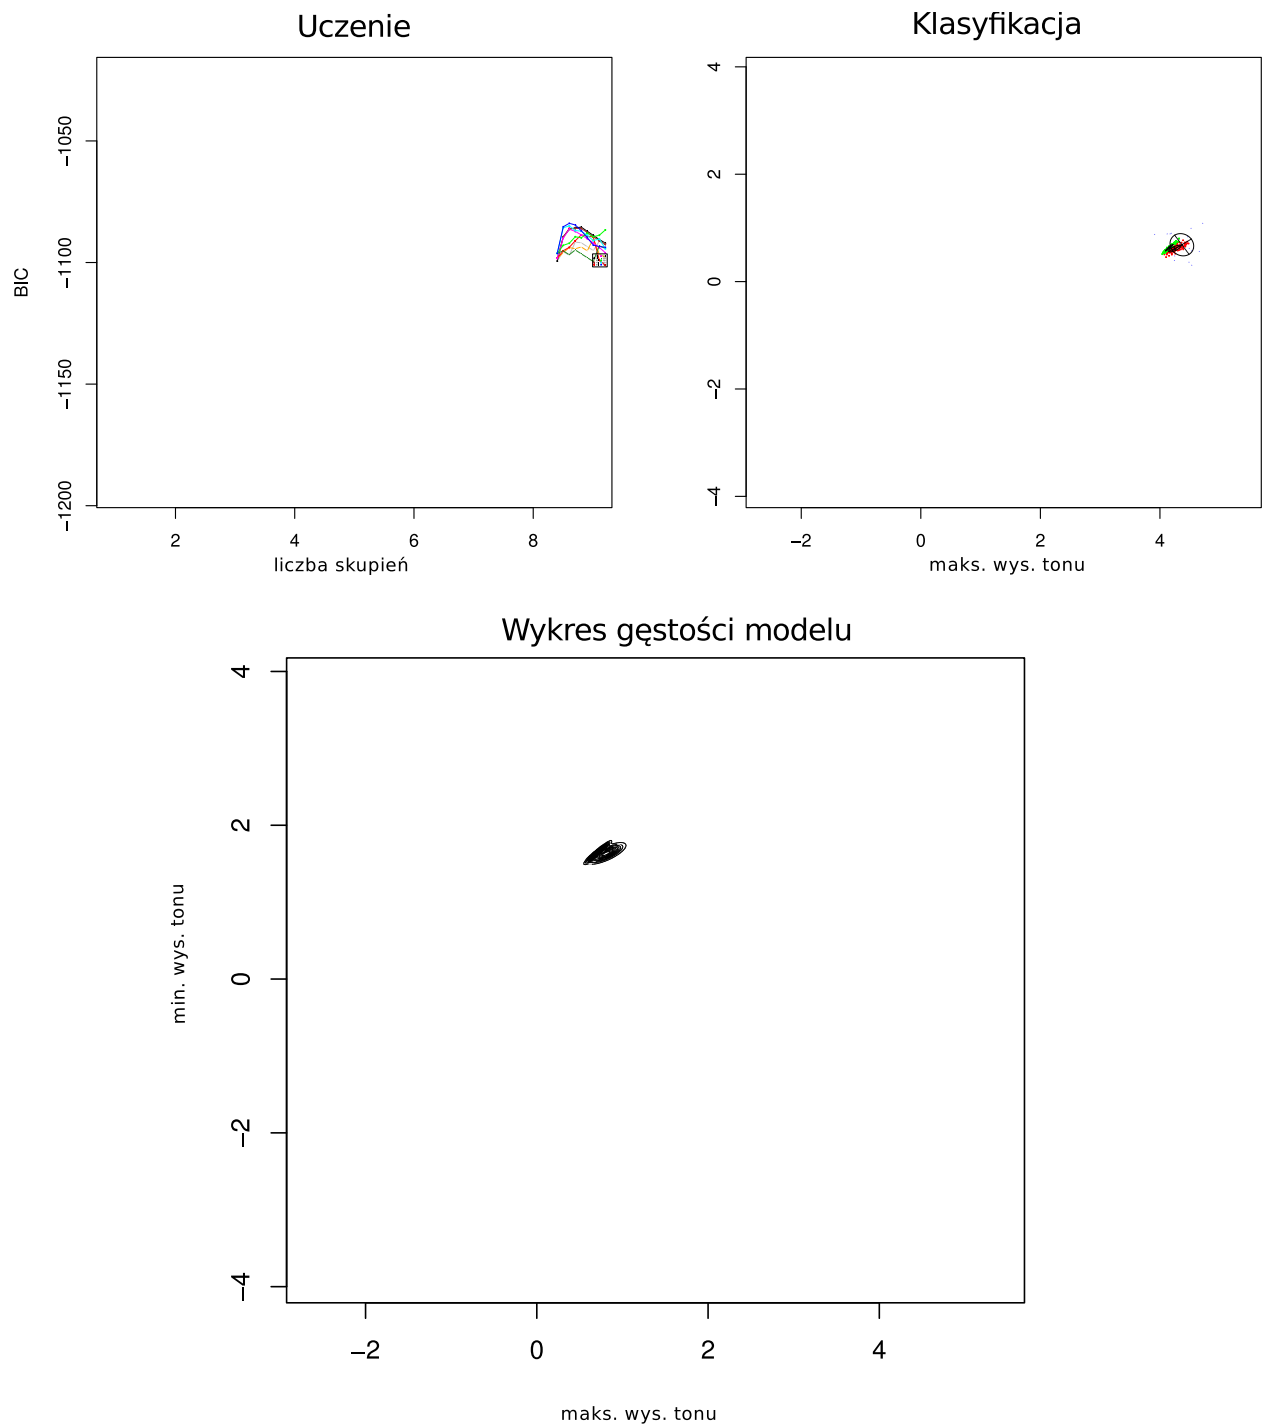 Uczenie
BIC
−1050
−1100
−1150
−1200
2 4 6 8
liczba skupień
Klasyfikacja
4
2
0
−2
−4
−2 0 2 4
maks. wys. tonu
Wykres gęstości modelu
min. wys. tonu
4
2
0
−2
−4
−2 0 2 4
maks. wys. tonu